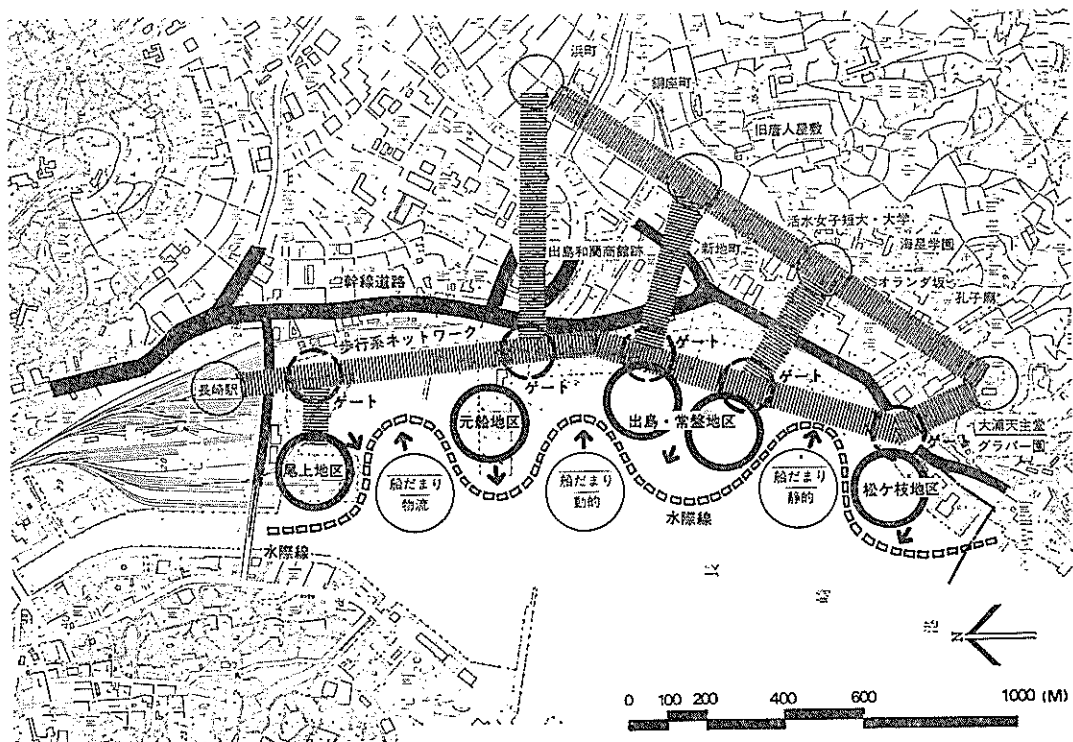 浜町
銅座町
旧唐人屋敷
活水女子短大・大学
海星学園
出島和蘭商館跡
新地町
オランダ坂
孔子廟
幹線道路
歩行系ネットワーク
ゲート
ゲート
ゲート
長崎駅
ゲート
元船地区
出島・常盤地区
大浦天主堂
ゲート
グラバー園
尾上地区
船だまり
物流
船だまり
動的
船だまり
静的
松ケ枝地区
水際線
水際線
N
0 100 200 400 600 1000 (M)